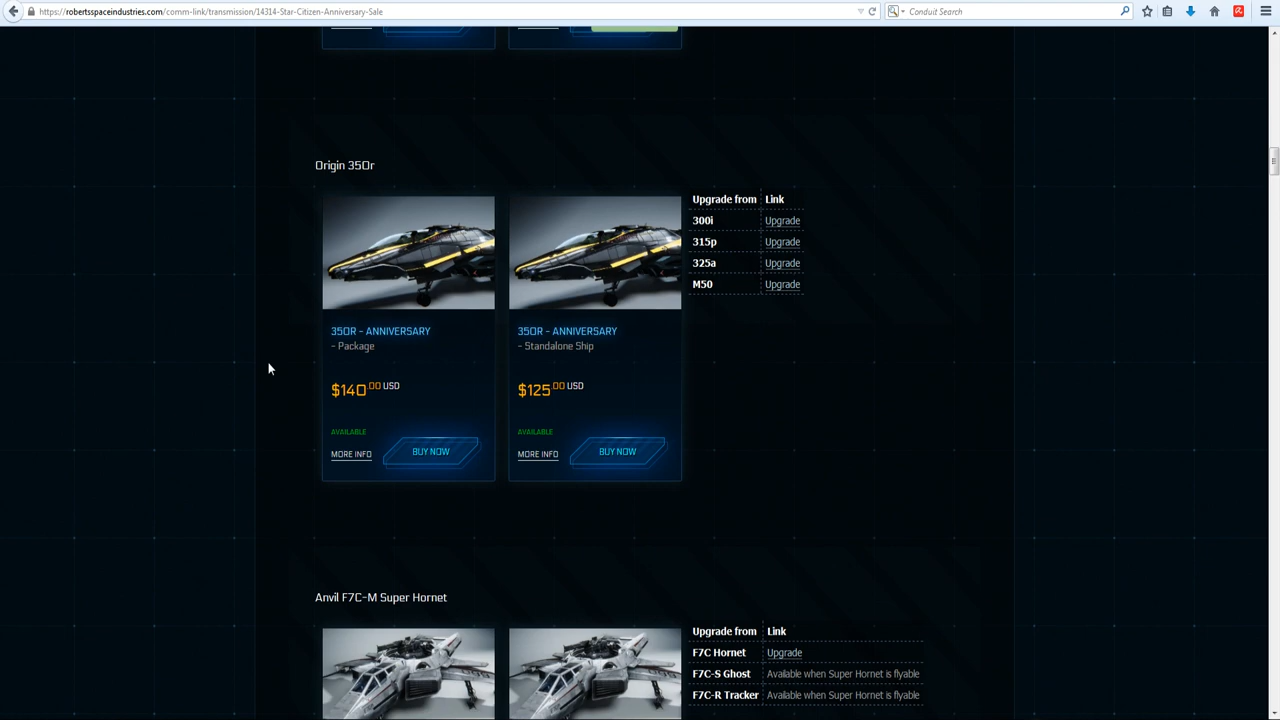 https://robertsspaceindustries.com/comm-link/transmission/14314-Star-Citizen-Anniversary-Sale
Conduit Search
Origin 350r
350R - ANNIVERSARY
- Package
$140.00 USD
AVAILABLE
MORE INFO
BUY NOW
350R - ANNIVERSARY
- Standalone Ship
$125.00 USD
AVAILABLE
MORE INFO
BUY NOW
Upgrade from Link
300i Upgrade
315p Upgrade
325a Upgrade
M50 Upgrade
Anvil F7C-M Super Hornet
Upgrade from Link
F7C Hornet Upgrade
F7C-S Ghost Available when Super Hornet is flyable
F7C-R Tracker Available when Super Hornet is flyable